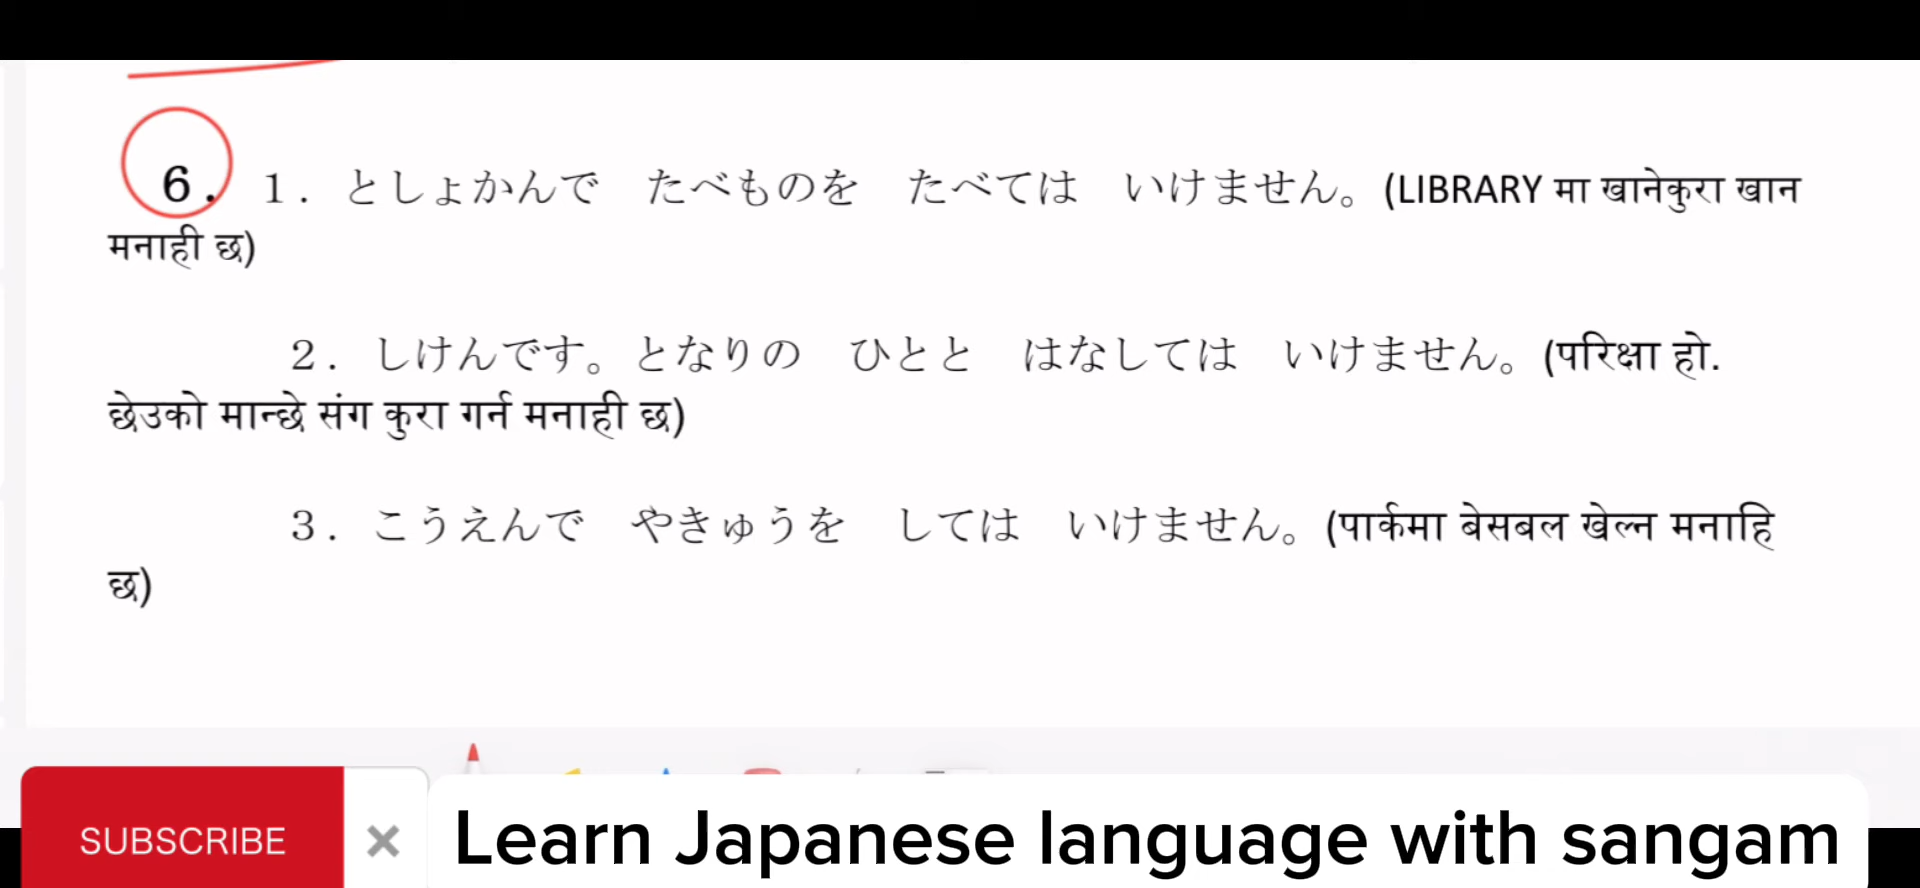 6. 1．としょかんで　たべものを　たべては　いけません。(LIBRARY मा खानेकुरा खान
मनाही छ)
2．しけんです。となりの　ひとと　はなしては　いけません。(परिक्षा हो.
छेउको मान्छे संग कुरा गर्न मनाही छ)
3．こうえんで　やきゅうを　しては　いけません。(पार्कमा बेसबल खेल्न मनाहि
छ)
SUBSCRIBE × Learn Japanese language with sangam